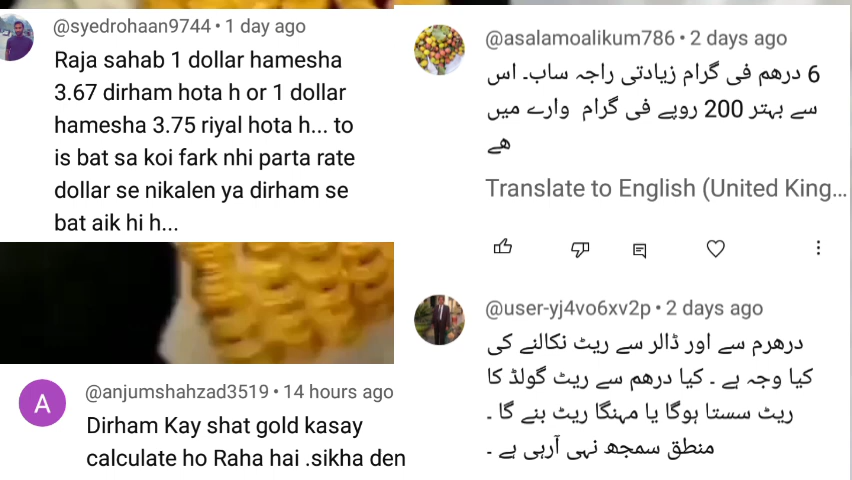 @syedrohaan9744 • 1 day ago
Raja sahab 1 dollar hamesha
3.67 dirham hota h or 1 dollar
hamesha 3.75 riyal hota h... to
is bat sa koi fark nhi parta rate
dollar se nikalen ya dirham se
bat aik hi h...
A
@anjumshahzad3519 • 14 hours ago
Dirham Kay shat gold kasay
calculate ho Raha hai .sikha den
@asalamoalikum786 • 2 days ago
6 درھم فی گرام زیادتی راجہ ساب۔ اس
سے بہتر 200 روپے فی گرام وارے میں
ھے
Translate to English (United King...
@user-yj4vo6xv2p • 2 days ago
درھرم سے اور ڈالر سے ریٹ نکالنے کی
کیا وجہ ہے ۔ کیا درھم سے ریٹ گولڈ کا
ریٹ سستا ہوگا یا مہنگا ریٹ بنے گا ۔
منطق سمجھ نہی آرہی ہے ۔